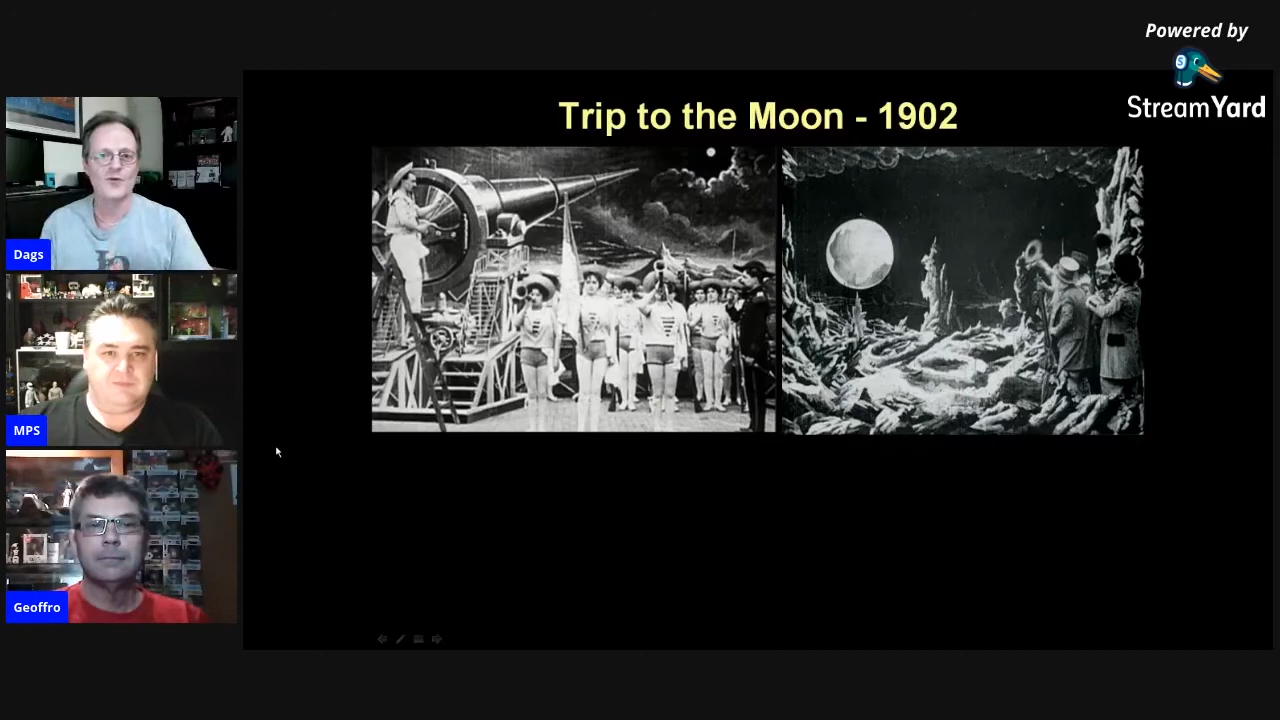 Powered by
StreamYard
Trip to the Moon - 1902
Dags
MPS
Geoffro